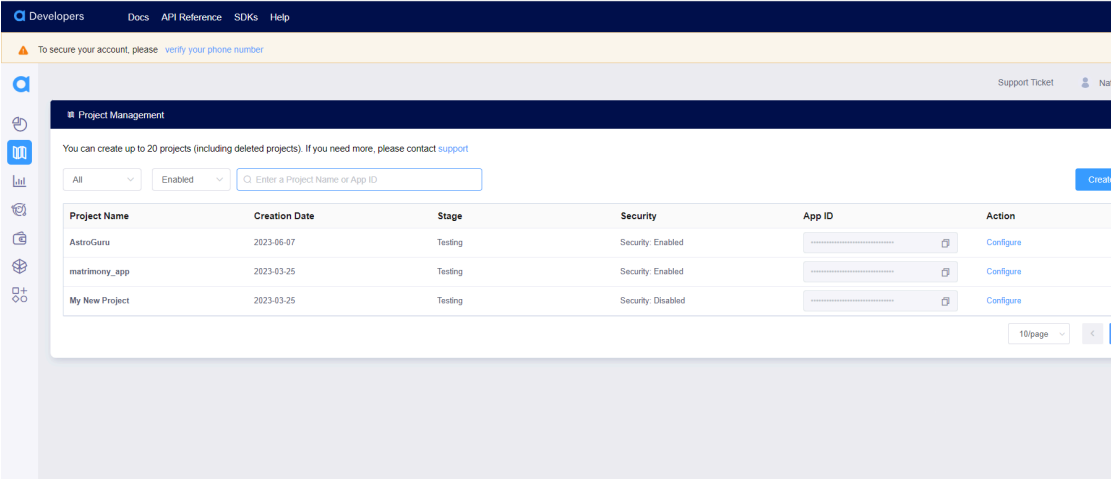 Developers Docs API Reference SDKs Help
To secure your account, please verify your phone number
Support Ticket
Project Management
You can create up to 20 projects (including deleted projects). If you need more, please contact support
All Enabled Enter a Project Name or App ID Create
Project Name Creation Date Stage Security App ID Action
AstroGuru 2023-06-07 Testing Security: Enabled Configure
matrimony_app 2023-03-25 Testing Security: Enabled Configure
My New Project 2023-03-25 Testing Security: Disabled Configure
10/page